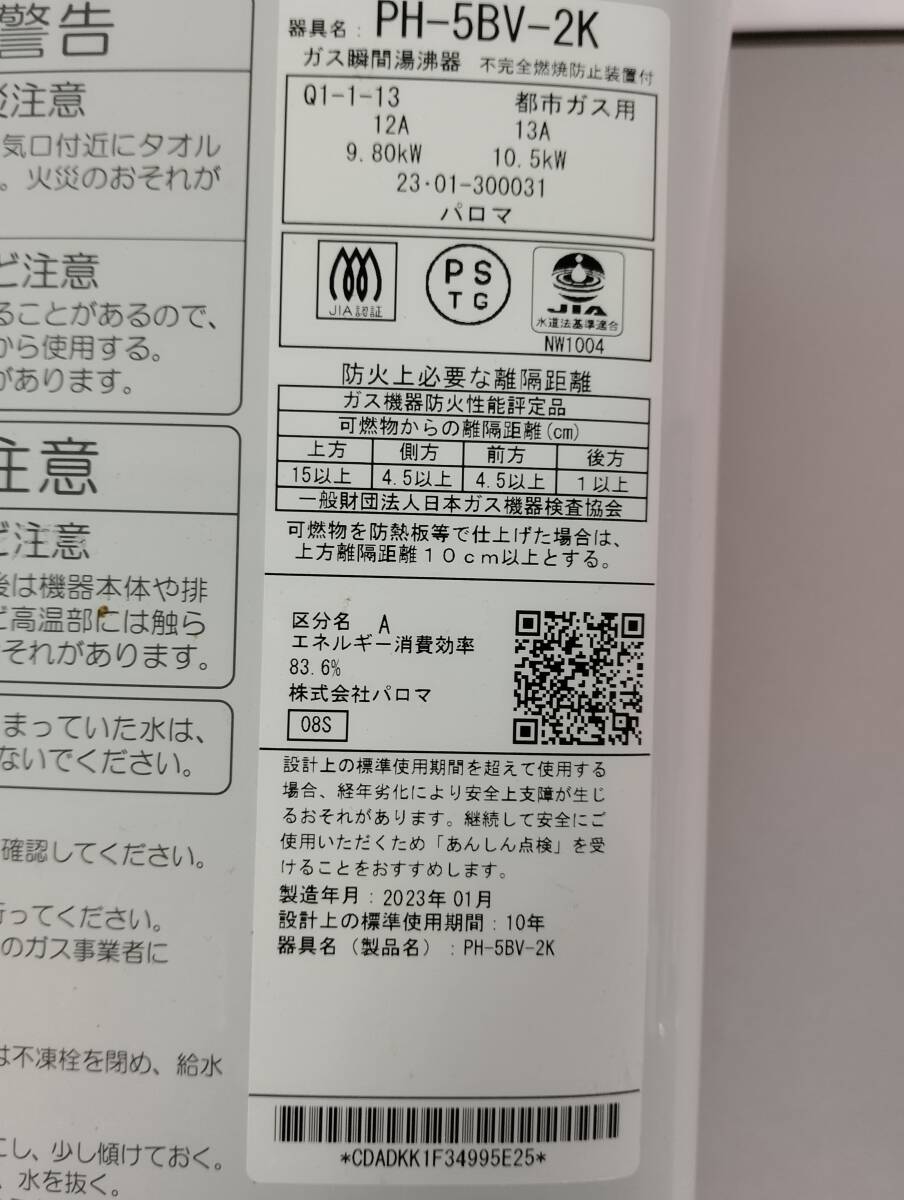 警告
注意
気口付近にタオル
。火災のおそれが
ど注意
ることがあるので、
から使用する。
があります。
注意
ど注意
後は機器本体や排
ど高温部には触ら
それがあります。
まっていた水は、
ないでください。
確認してください。
行ってください。
のガス事業者に
は不凍栓を閉め、給水
にし、少し傾けておく。
、水を抜く。
器具名: PH-5BV-2K
ガス瞬間湯沸器 不完全燃焼防止装置付
Q1-1-13 都市ガス用
12A 13A
9.80kW 10.5kW
23・01-300031
パロマ
JIA認証
PS
TG
JIA
水道法基準適合
NW1004
防火上必要な離隔距離
ガス機器防火性能評定品
可燃物からの離隔距離(cm)
上方 側方 前方 後方
15以上 4.5以上 4.5以上 1以上
一般財団法人日本ガス機器検査協会
可燃物を防熱板等で仕上げた場合は、
上方離隔距離10cm以上とする。
区分名 A
エネルギー消費効率
83.6%
株式会社パロマ
08S
設計上の標準使用期間を超えて使用する
場合、経年劣化により安全上支障が生じ
るおそれがあります。継続して安全にご
使用いただくため「あんしん点検」を受
けることをおすすめします。
製造年月:2023年01月
設計上の標準使用期間:10年
器具名(製品名):PH-5BV-2K
*CDADKK1F34995E25*